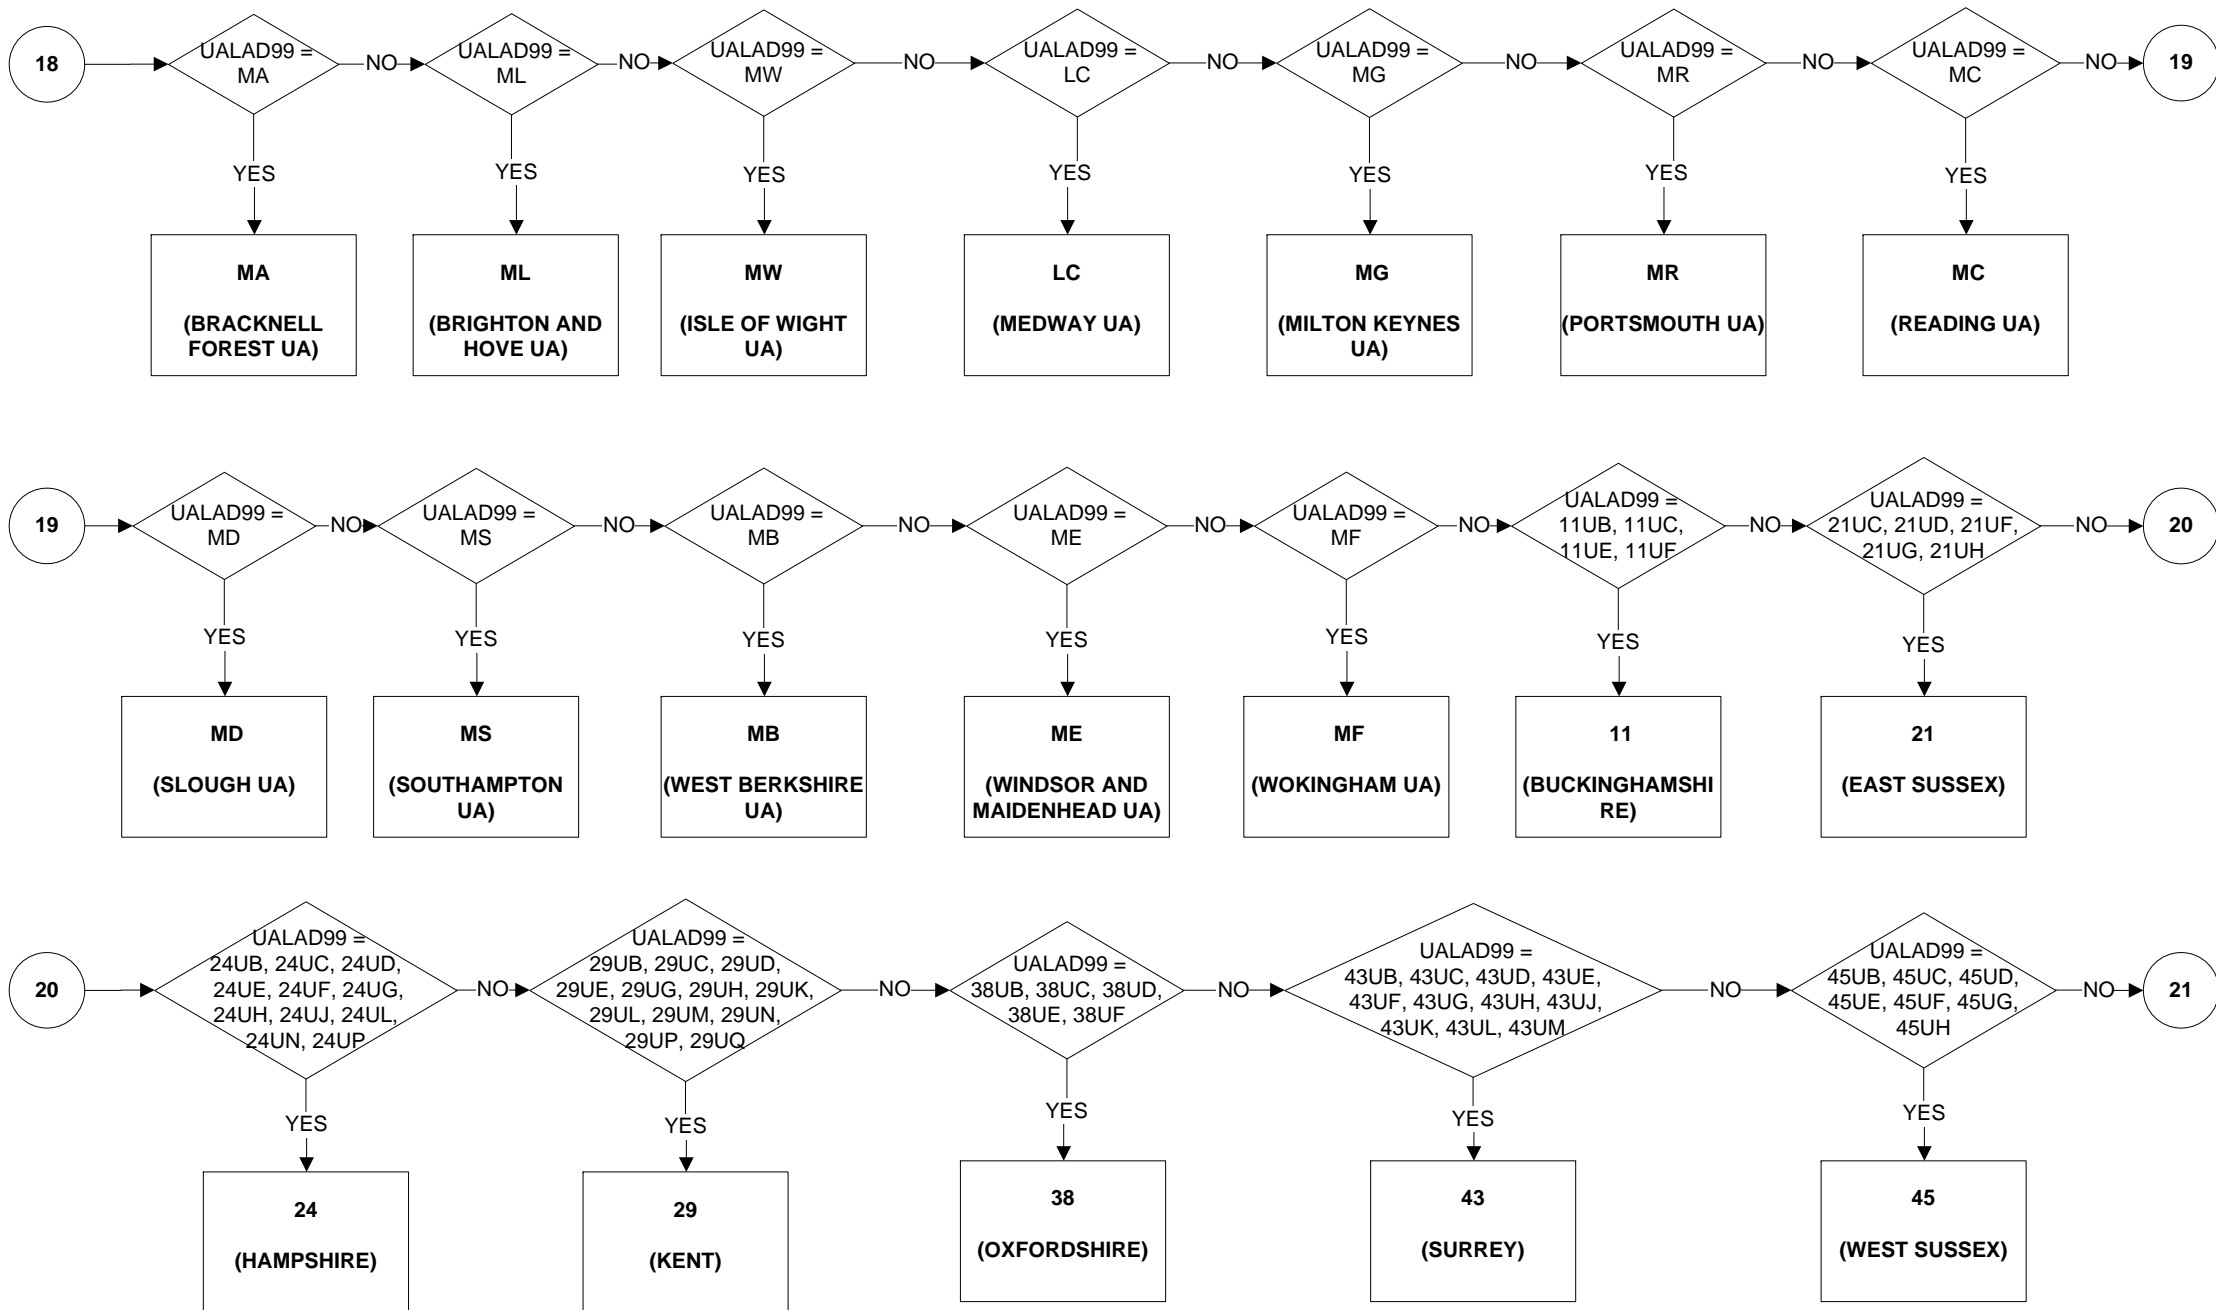 18
UALAD99 =
MA
NO
UALAD99 =
ML
NO
UALAD99 =
MW
NO
UALAD99 =
LC
NO
UALAD99 =
MG
NO
UALAD99 =
MR
NO
UALAD99 =
MC
NO
19
YES
YES
YES
YES
YES
YES
YES
MA
(BRACKNELL
FOREST UA)
ML
(BRIGHTON AND
HOVE UA)
MW
(ISLE OF WIGHT
UA)
LC
(MEDWAY UA)
MG
(MILTON KEYNES
UA)
MR
(PORTSMOUTH UA)
MC
(READING UA)
19
UALAD99 =
MD
NO
UALAD99 =
MS
NO
UALAD99 =
MB
NO
UALAD99 =
ME
NO
UALAD99 =
MF
NO
UALAD99 =
11UB, 11UC,
11UE, 11UF
NO
UALAD99 =
21UC, 21UD, 21UF,
21UG, 21UH
NO
20
YES
YES
YES
YES
YES
YES
YES
MD
(SLOUGH UA)
MS
(SOUTHAMPTON
UA)
MB
(WEST BERKSHIRE
UA)
ME
(WINDSOR AND
MAIDENHEAD UA)
MF
(WOKINGHAM UA)
11
(BUCKINGHAMSHI
RE)
21
(EAST SUSSEX)
20
UALAD99 =
24UB, 24UC, 24UD,
24UE, 24UF, 24UG,
24UH, 24UJ, 24UL,
24UN, 24UP
NO
UALAD99 =
29UB, 29UC, 29UD,
29UE, 29UG, 29UH, 29UK,
29UL, 29UM, 29UN,
29UP, 29UQ
NO
UALAD99 =
38UB, 38UC, 38UD,
38UE, 38UF
NO
UALAD99 =
43UB, 43UC, 43UD, 43UE,
43UF, 43UG, 43UH, 43UJ,
43UK, 43UL, 43UM
NO
UALAD99 =
45UB, 45UC, 45UD,
45UE, 45UF, 45UG,
45UH
NO
21
YES
YES
YES
YES
YES
24
(HAMPSHIRE)
29
(KENT)
38
(OXFORDSHIRE)
43
(SURREY)
45
(WEST SUSSEX)